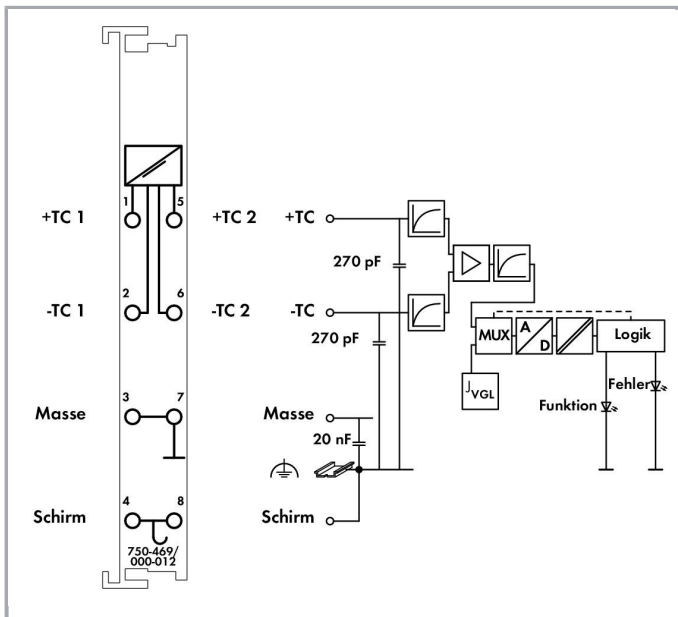 1 5
+TC 1 +TC 2 +TC
270 pF
2 6
-TC 1 -TC 2 -TC
270 pF
MUX A D Logik
J VGL
Fehler
Funktion
3 7
Masse Masse
20 nF
4 8
Schirm Schirm
750-469/
000-012